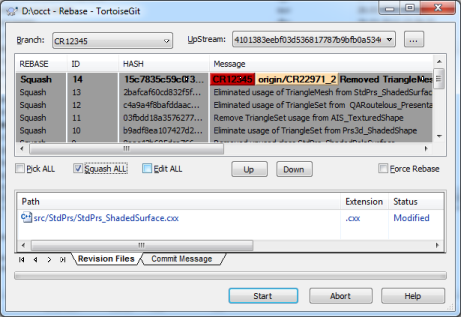 D:\occt - Rebase - TortoiseGit
Branch: CR12345 UpStream: 4101383eebf03d536817787b9bfb0a534
REBASE ID HASH Message
Squash 14 CR12345 origin/CR22971_2 Removed TriangleMes
Squash 13 2bafcaf60cd832f5f... Eliminated usage of TriangleMesh from StdPrs_ShadedSurface
Squash 12 c4a9a4f8bafddaac... Eliminated usage of TriangleSet from QARoutelous_Presenta
Squash 11 03fbdd18a3576277... Remove TriangleSet usage from AIS_TexturedShape
Squash 10 b9adf8ea107427d2... Eliminate usage of TriangleSet from Prs3d_ShadedShape
Squash
Pick ALL Squash ALL Edit ALL Up Down Force Rebase
Path Extension Status
src/StdPrs/StdPrs_ShadedSurface.cxx .cxx Modified
Revision Files Commit Message
Start Abort Help